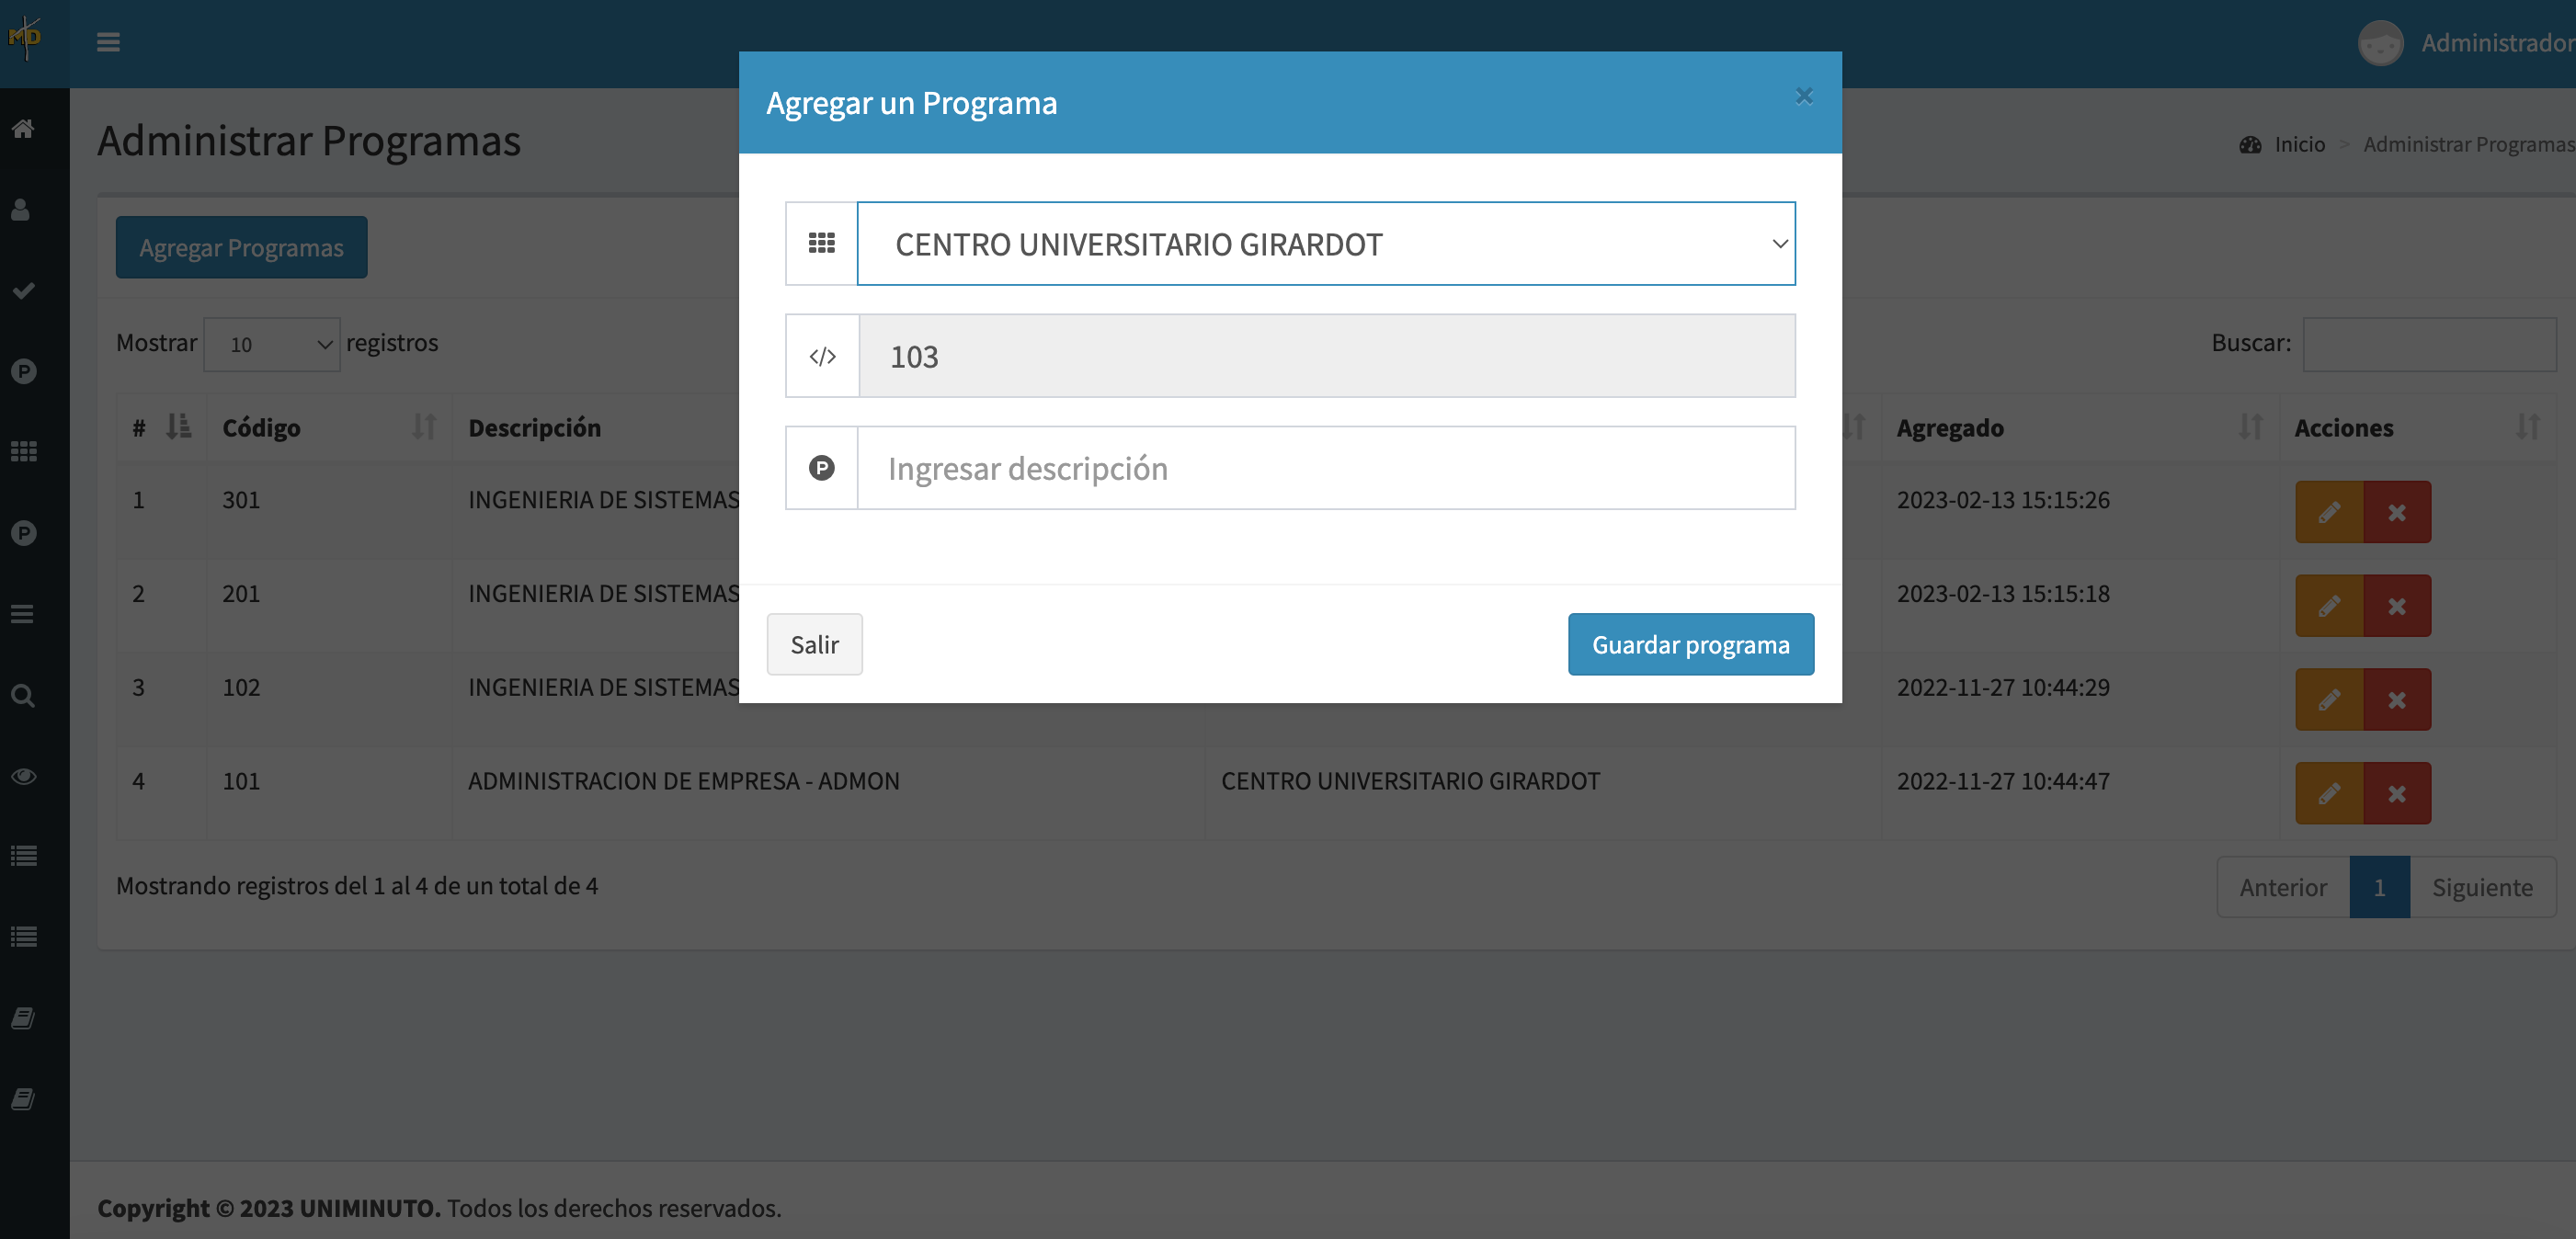 MD
Administrador
Agregar un Programa
Administrar Programas
Inicio > Administrar Programas
CENTRO UNIVERSITARIO GIRARDOT
Agregar Programas
Mostrar 10 registros
Buscar:
103
# Código Descripción Agregado Acciones
Ingresar descripción
1 301 INGENIERIA DE SISTEMAS 2023-02-13 15:15:26
2 201 INGENIERIA DE SISTEMAS 2023-02-13 15:15:18
Salir Guardar programa
3 102 INGENIERIA DE SISTEMAS 2022-11-27 10:44:29
4 101 ADMINISTRACION DE EMPRESA - ADMON CENTRO UNIVERSITARIO GIRARDOT 2022-11-27 10:44:47
Mostrando registros del 1 al 4 de un total de 4
Anterior 1 Siguiente
Copyright © 2023 UNIMINUTO. Todos los derechos reservados.